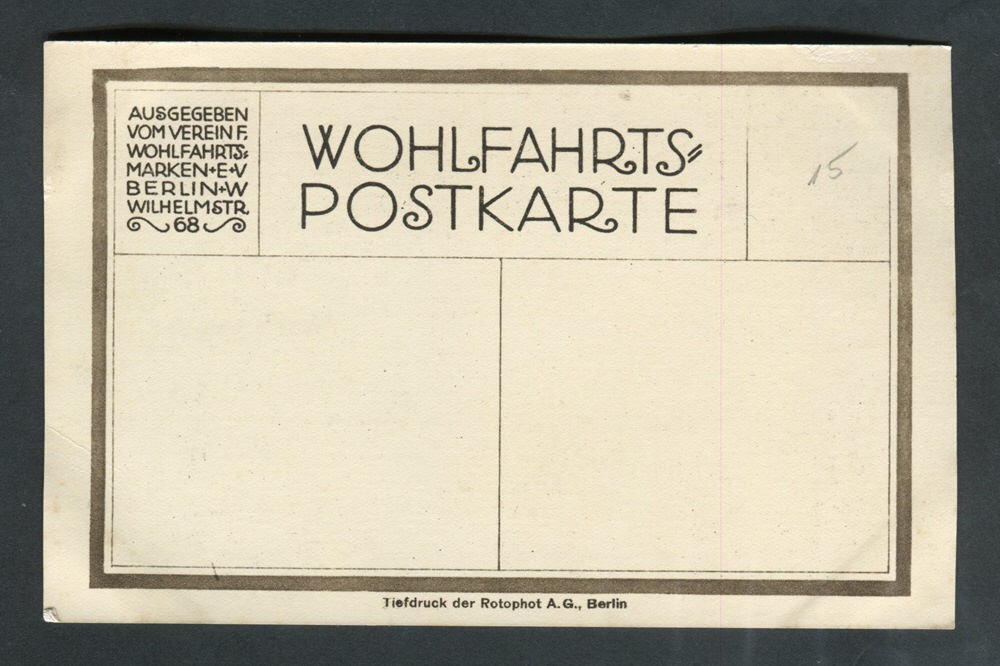 AUSGEGEBEN
VOM VEREIN F.
WOHLFAHRTS=
MARKEN+E+V
BERLIN+W
WILHELMSTR.
68
WOHLFAHRTS=
POSTKARTE
15
Tiefdruck der Rotophot A.G., Berlin